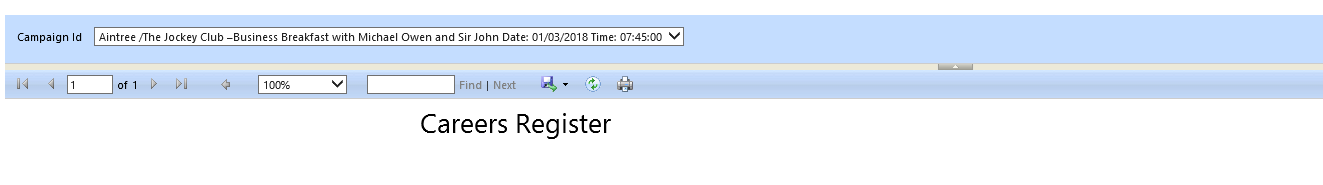 Campaign Id Aintree /The Jockey Club –Business Breakfast with Michael Owen and Sir John Date: 01/03/2018 Time: 07:45:00
1 of 1 100% Find | Next
Careers Register